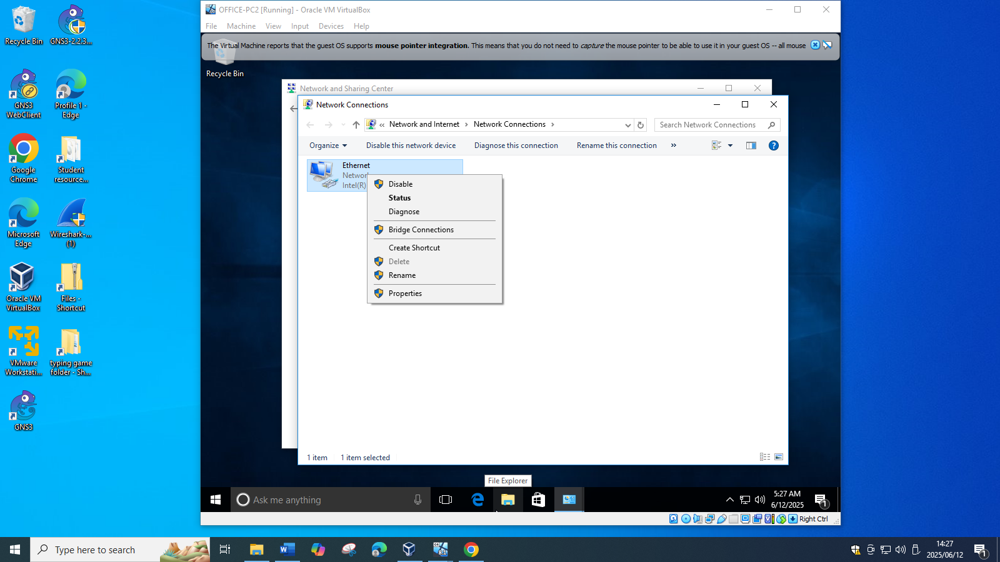 Recycle Bin
GNS3-2.2.3...
GNS3
WebClient
Profile 1 -
Edge
Google
Chrome
Student
resource...
Microsoft
Edge
Wireshark-...
(1)
Oracle VM
VirtualBox
Files -
Shortcut
VMware
Workstati...
typing game
folder - Sh...
GNS3
OFFICE-PC2 [Running] - Oracle VM VirtualBox
File Machine View Input Devices Help
The Virtual Machine reports that the guest OS supports mouse pointer integration. This means that you do not need to capture the mouse pointer to be able to use it in your guest OS -- all mouse
Recycle Bin
Network and Sharing Center
Network Connections
« Network and Internet > Network Connections >
Search Network Connections
Organize Disable this network device Diagnose this connection Rename this connection »
Ethernet
Networ
Intel(R)
Disable
Status
Diagnose
Bridge Connections
Create Shortcut
Delete
Rename
Properties
1 item 1 item selected
File Explorer
Ask me anything
5:27 AM
6/12/2025
1
Right Ctrl
Type here to search
14:27
2025/06/12
1